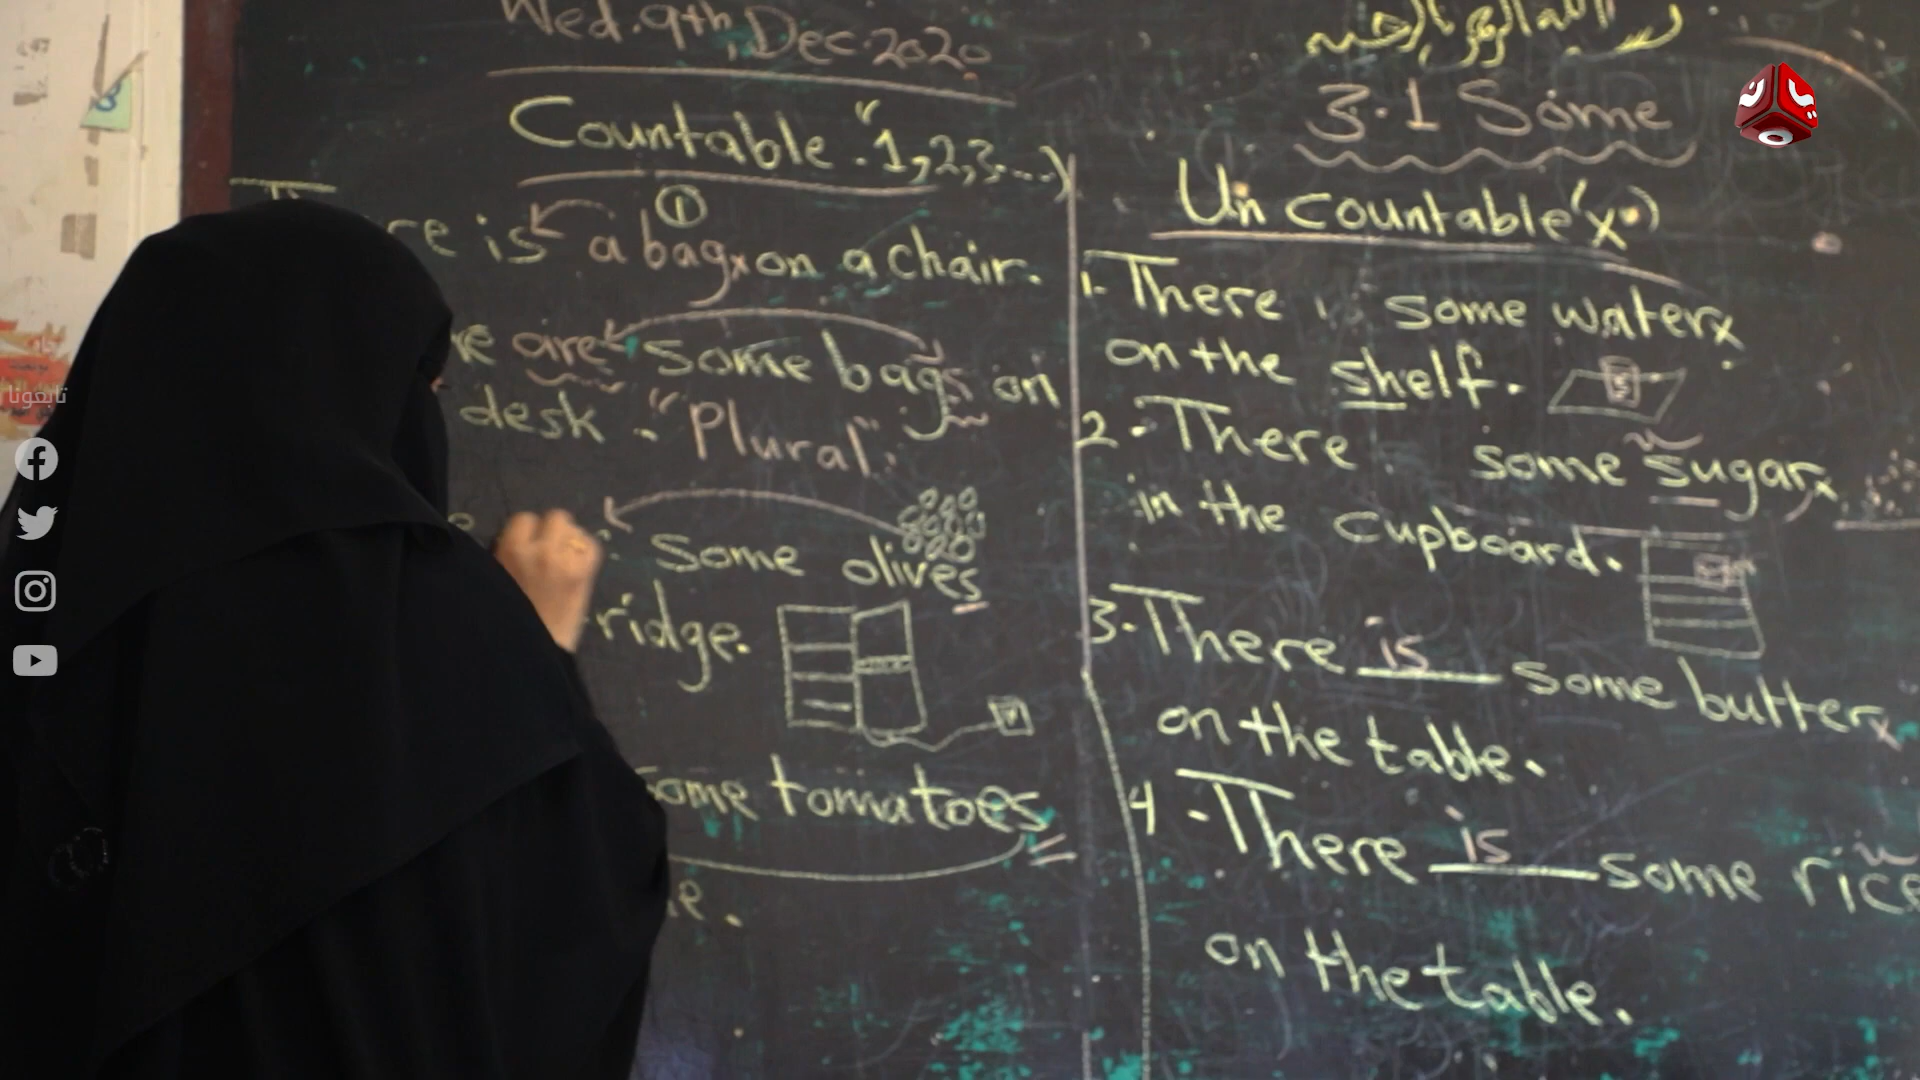 Wed. 9th, Dec. 2020
Countable "1,2,3...)
is a bag x on a chair.
①
are some bags on
desk. "Plural".
some olives
ridge.
some tomatoes
بسم الله الرحمن الرحيم
3.1 Some
Un countable (x)
1. There some water x
on the shelf.
2. There some sugar x
in the cupboard.
3. There is some butter x
on the table.
4. There is some rice
on the table.
تابعونا